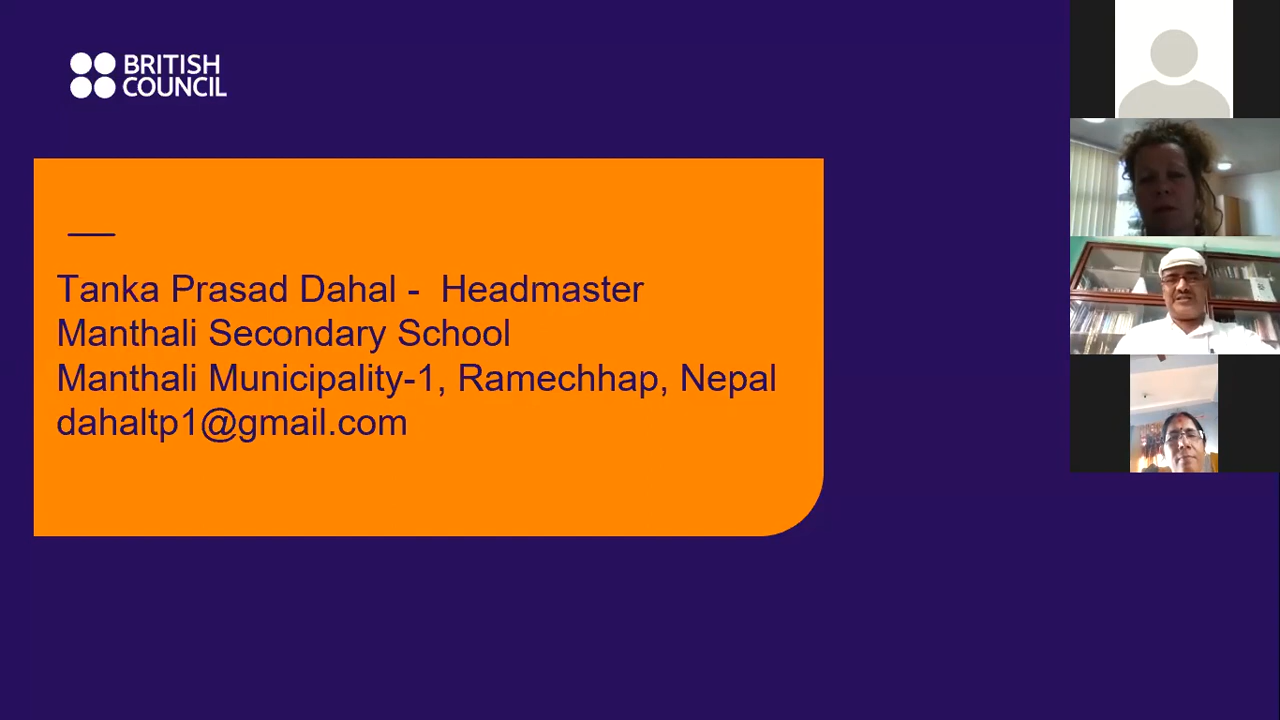 BRITISH
COUNCIL
Tanka Prasad Dahal -  Headmaster
Manthali Secondary School
Manthali Municipality-1, Ramechhap, Nepal
dahaltp1@gmail.com